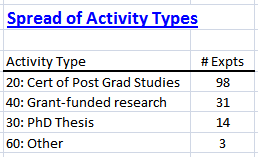 Spread of Activity Types
Activity Type # Expts
20: Cert of Post Grad Studies 98
40: Grant-funded research 31
30: PhD Thesis 14
60: Other 3